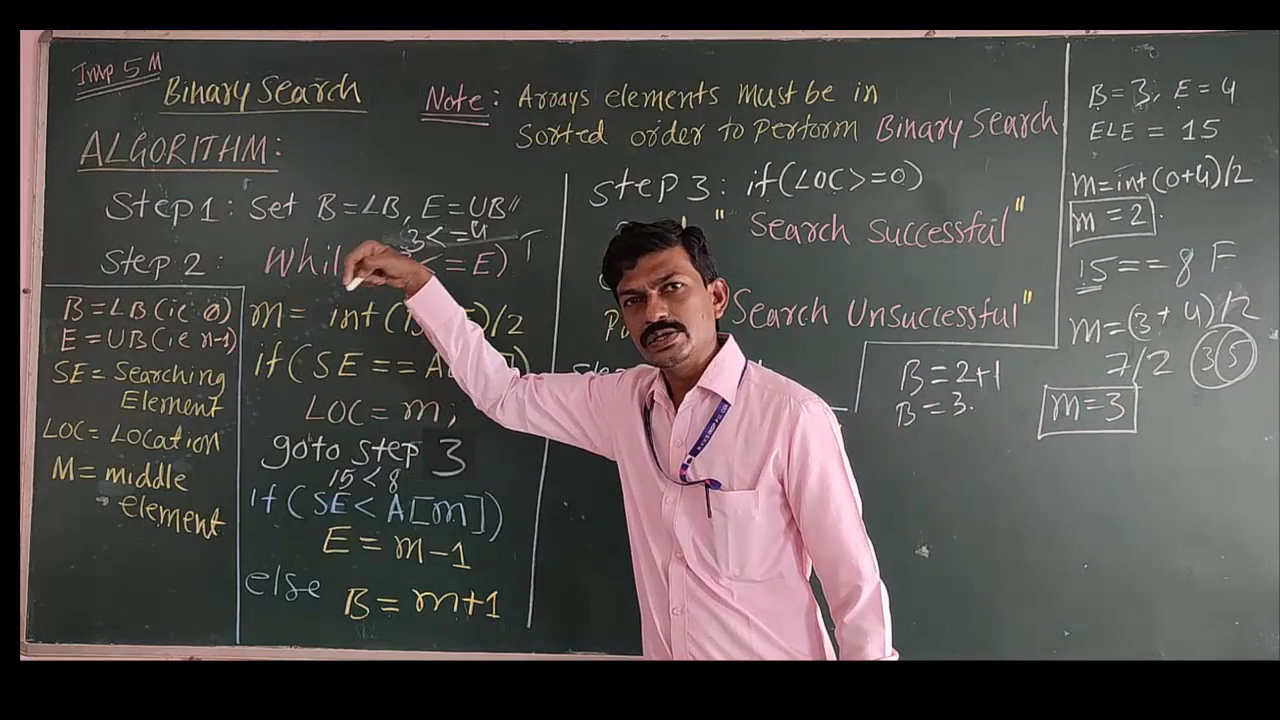 Imp 5M
Binary Search
Note: Arrays elements must be in
Sorted order to Perform Binary Search
ALGORITHM:
Step 1: Set B=LB, E=UB"
3<=4 T
Step 2: Whil <=E)
B=LB(ie 0)
E=UB(ie n-1)
SE=Searching
Element
LOC=LOCation
M=middle
element
m= int( )/2
if(SE==A
LOC=m;
goto step 3
15<8
if(SE<A[m])
E=m-1
else B=m+1
Step 3: if(LOC>=0)
"Search Successful"
Search Unsuccessful"
B=2+1
B=3.
B=3, E=4
ELE=15
m=int(0+4)/2
m=2
15==8 F
m=(3+4)/2
7/2 3 5
m=3